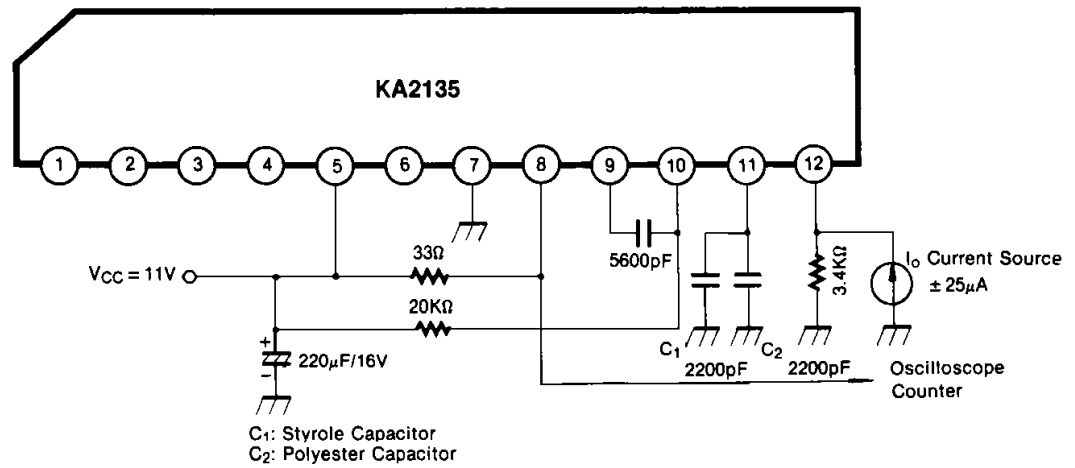 KA2135
1 2 3 4 5 6 7 8 9 10 11 12
33Ω
5600pF
VCC = 11V
3.4KΩ
Io Current Source
± 25μA
20KΩ
+
220μF/16V
−
C1
2200pF
C2
2200pF
Oscilloscope
Counter
C1: Styrole Capacitor
C2: Polyester Capacitor